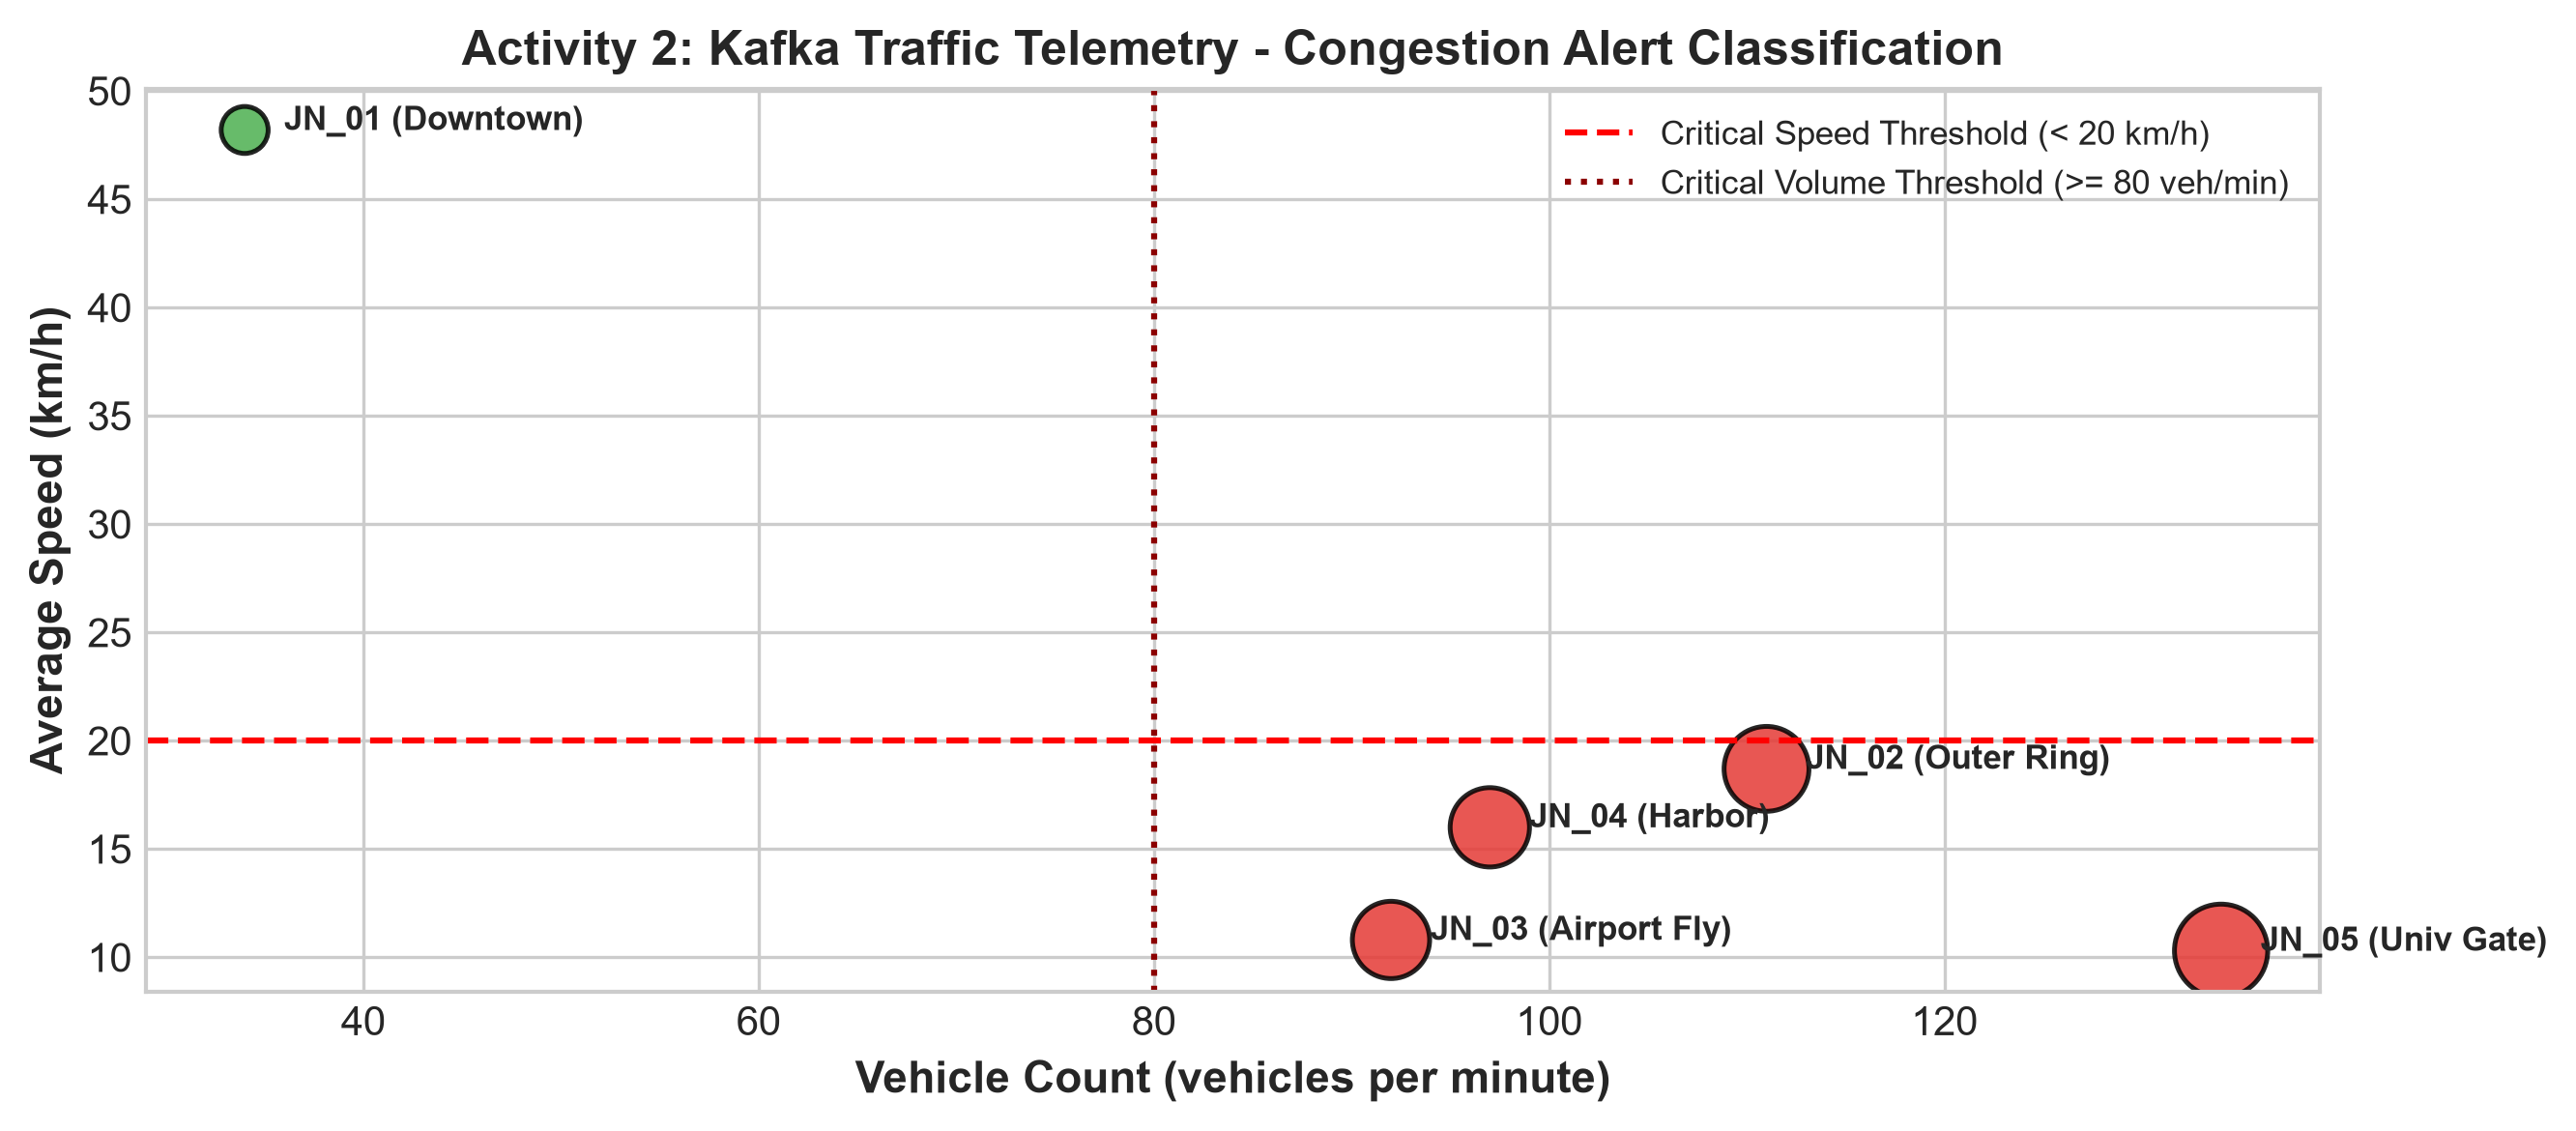 Activity 2: Kafka Traffic Telemetry - Congestion Alert Classification
50
45
40
35
30
25
20
15
10
Average Speed (km/h)
JN_01 (Downtown)
Critical Speed Threshold (< 20 km/h)
Critical Volume Threshold (>= 80 veh/min)
JN_02 (Outer Ring)
JN_04 (Harbor)
JN_03 (Airport Fly)
JN_05 (Univ Gate)
40 60 80 100 120
Vehicle Count (vehicles per minute)